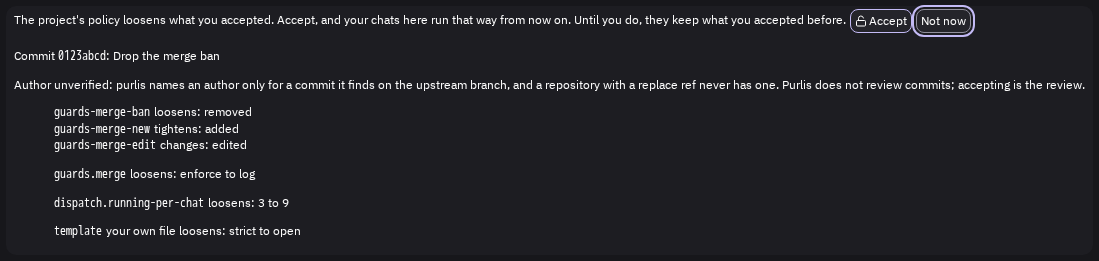 The project's policy loosens what you accepted. Accept, and your chats here run that way from now on. Until you do, they keep what you accepted before. Accept Not now
Commit 0123abcd: Drop the merge ban
Author unverified: purlis names an author only for a commit it finds on the upstream branch, and a repository with a replace ref never has one. Purlis does not review commits; accepting is the review.
guards-merge-ban loosens: removed
guards-merge-new tightens: added
guards-merge-edit changes: edited
guards.merge loosens: enforce to log
dispatch.running-per-chat loosens: 3 to 9
template your own file loosens: strict to open